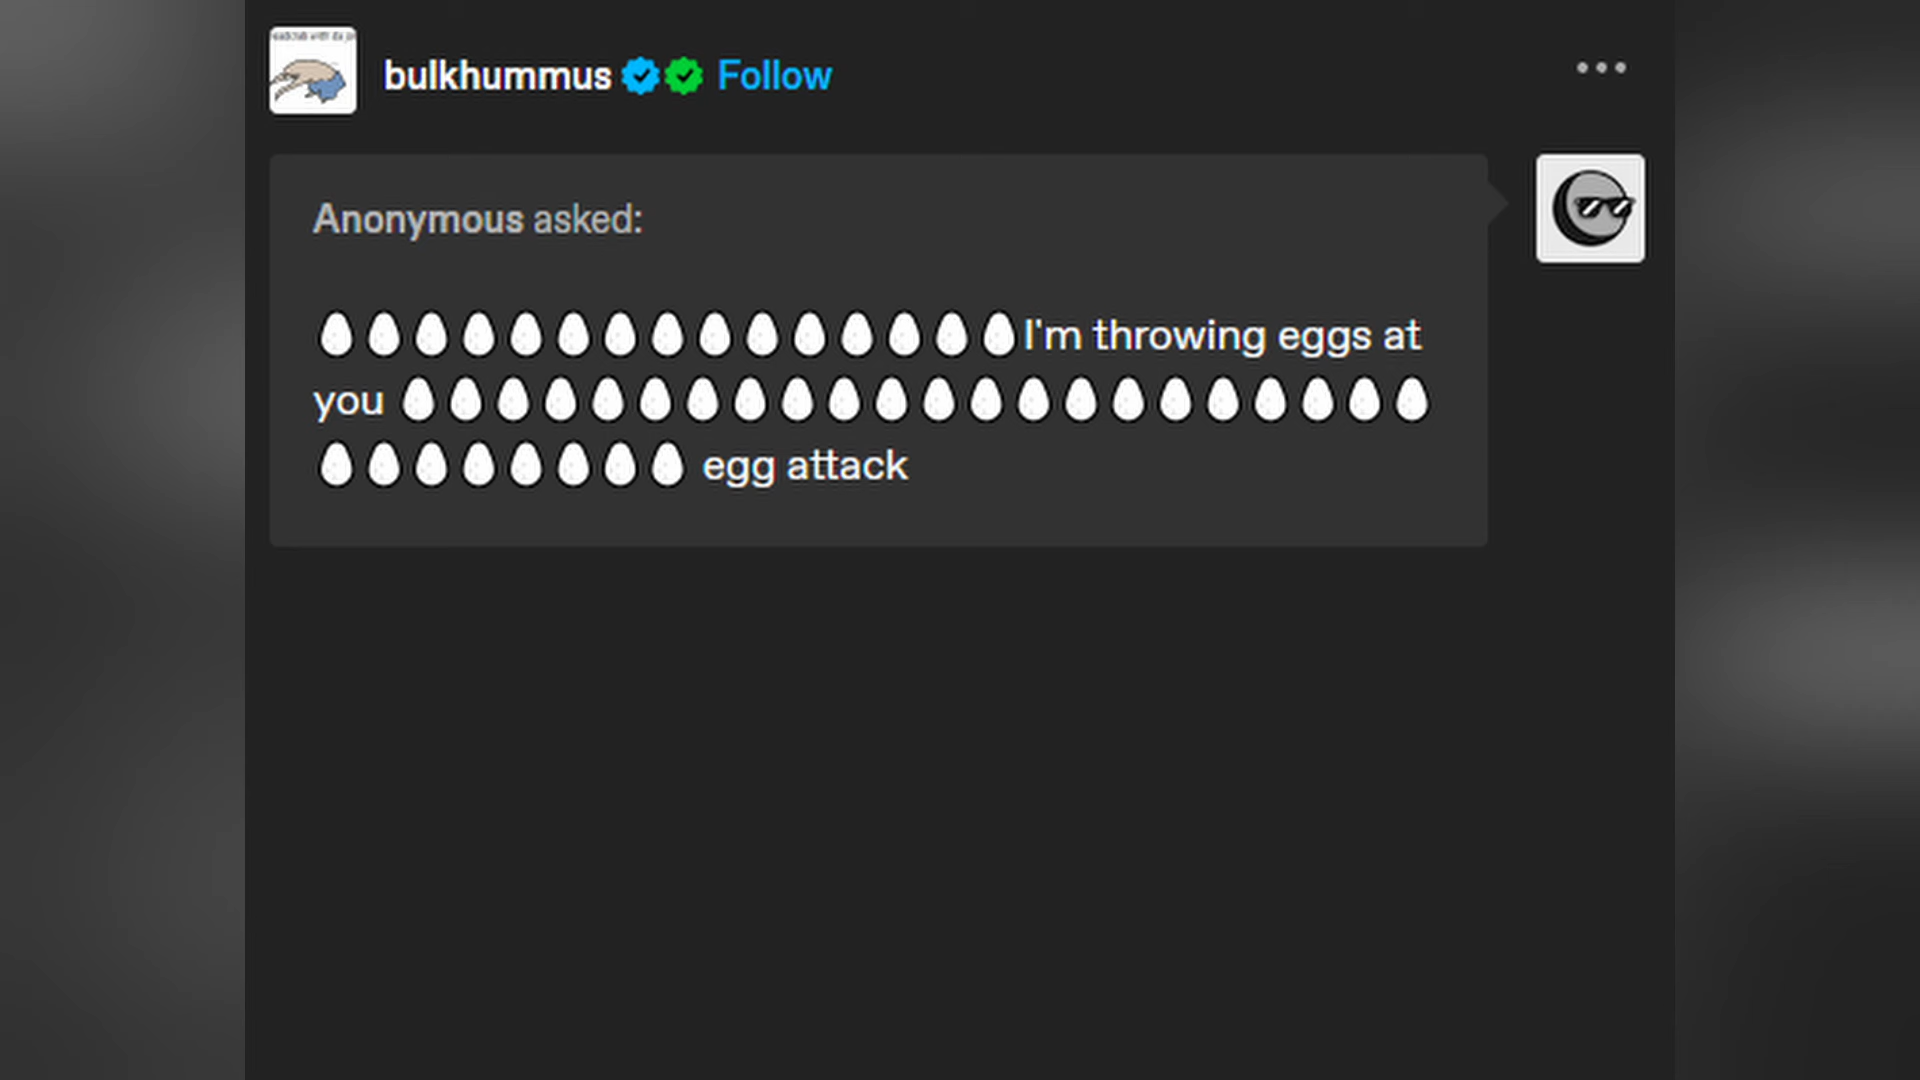 bulkhummus Follow
Anonymous asked:
🥚🥚🥚🥚🥚🥚🥚🥚🥚🥚🥚🥚🥚🥚🥚I'm throwing eggs at
you 🥚🥚🥚🥚🥚🥚🥚🥚🥚🥚🥚🥚🥚🥚🥚🥚🥚🥚🥚🥚🥚🥚
🥚🥚🥚🥚🥚🥚🥚🥚 egg attack